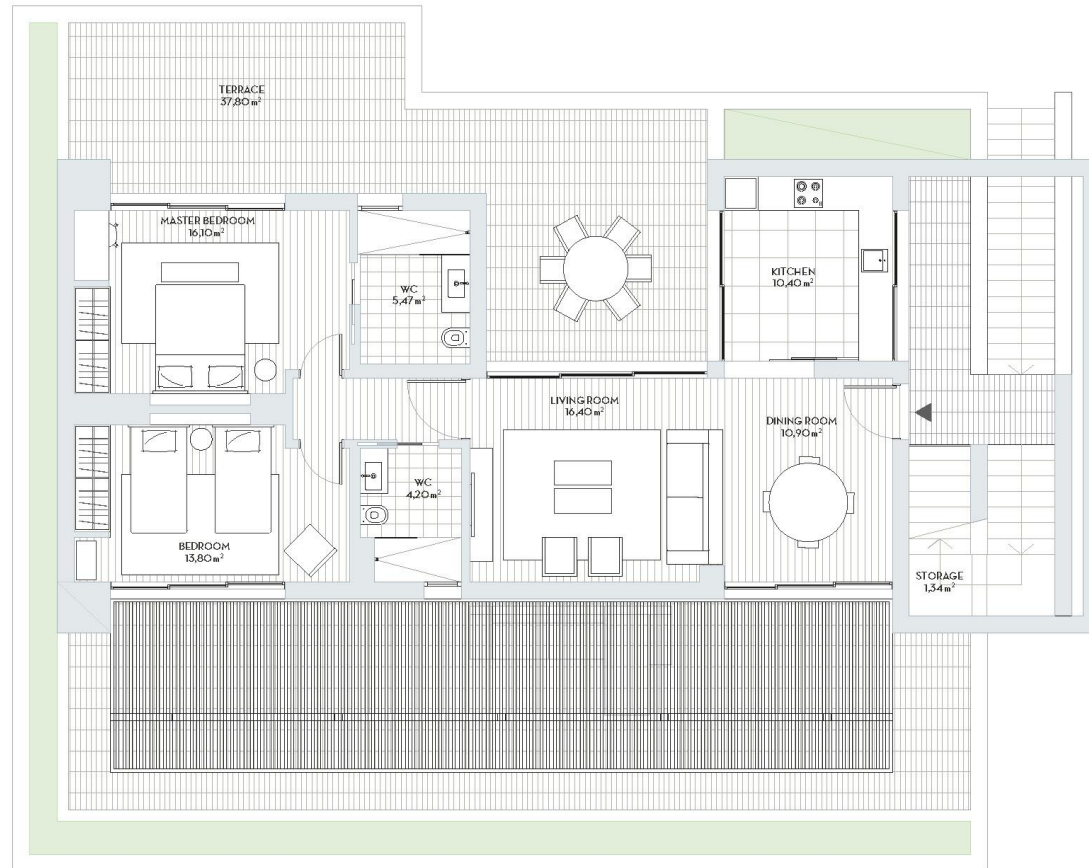 TERRACE
37,80 m²
MASTER BEDROOM
16,10 m²
WC
5,47 m²
KITCHEN
10,40 m²
LIVING ROOM
16,40 m²
DINING ROOM
10,90 m²
WC
4,20 m²
BEDROOM
13,80 m²
STORAGE
1,34 m²